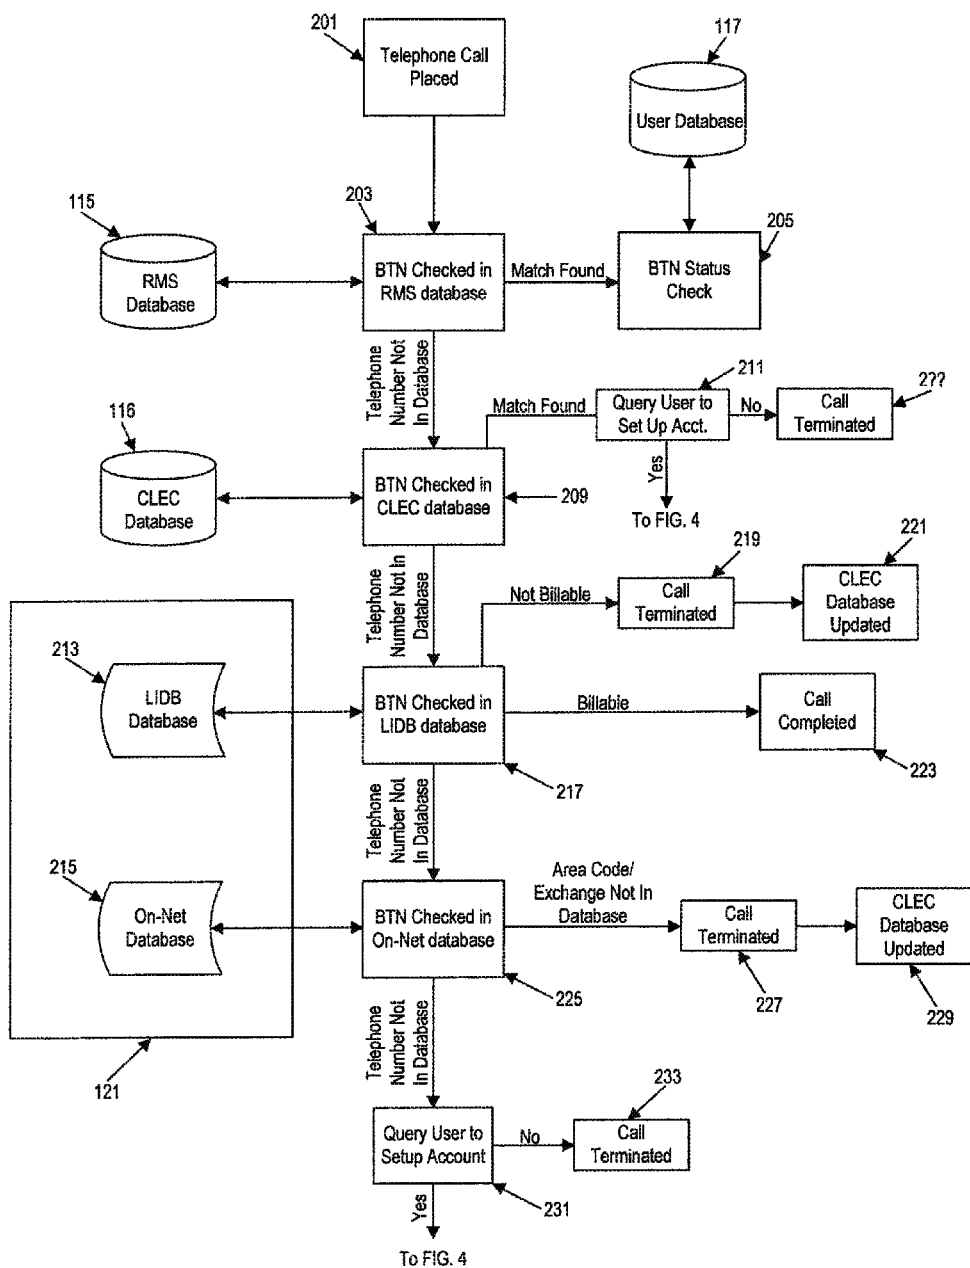 201
Telephone Call
Placed
117
User Database
115
RMS
Database
203
BTN Checked in
RMS database
Match Found
205
BTN Status
Check
Telephone
Number Not
In Database
116
CLEC
Database
BTN Checked in
CLEC database
209
Match Found
211
Query User to
Set Up Acct.
No
2??
Call
Terminated
Yes
To FIG. 4
Telephone
Number Not In
Database
Not Billable
219
Call
Terminated
221
CLEC
Database
Updated
213
LIDB
Database
BTN Checked in
LIDB database
217
Billable
Call
Completed
223
Telephone
Number Not
In Database
215
On-Net
Database
BTN Checked in
On-Net database
225
Area Code/
Exchange Not In
Database
Call
Terminated
227
CLEC
Database
Updated
229
121
Telephone
Number Not
In Database
Query User to
Setup Account
231
No
233
Call
Terminated
Yes
To FIG. 4